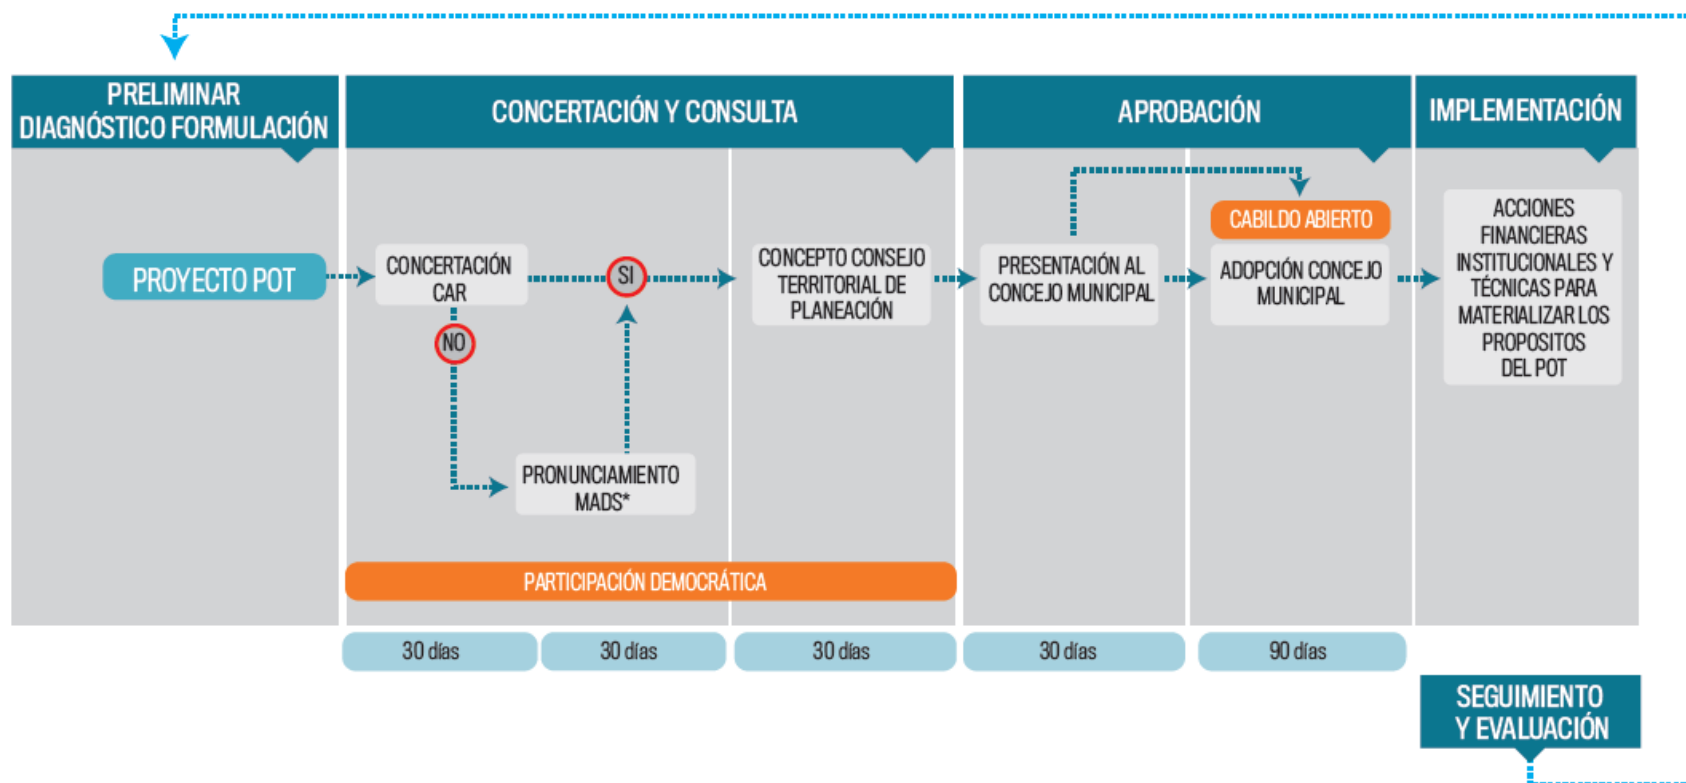 PRELIMINAR
DIAGNÓSTICO FORMULACIÓN
CONCERTACIÓN Y CONSULTA
APROBACIÓN
IMPLEMENTACIÓN
PROYECTO POT
CONCERTACIÓN
CAR
NO
SI
PRONUNCIAMIENTO
MADS*
CONCEPTO CONSEJO
TERRITORIAL DE
PLANEACIÓN
PRESENTACIÓN AL
CONCEJO MUNICIPAL
CABILDO ABIERTO
ADOPCIÓN CONCEJO
MUNICIPAL
ACCIONES
FINANCIERAS
INSTITUCIONALES Y
TÉCNICAS PARA
MATERIALIZAR LOS
PROPOSITOS
DEL POT
PARTICIPACIÓN DEMOCRÁTICA
30 días
30 días
30 días
30 días
90 días
SEGUIMIENTO
Y EVALUACIÓN